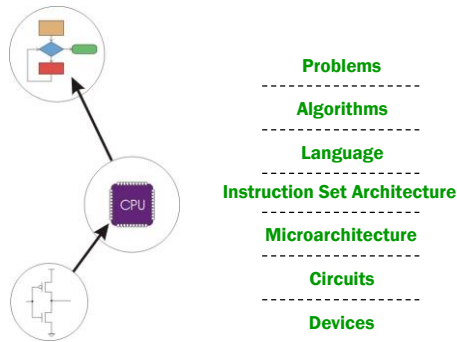 CPU
Problems
Algorithms
Language
Instruction Set Architecture
Microarchitecture
Circuits
Devices